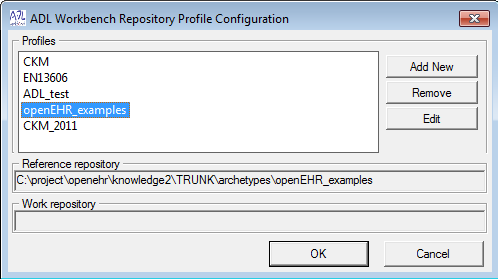 ADL
ADL Workbench Repository Profile Configuration
Profiles
CKM
EN13606
ADL_test
openEHR_examples
CKM_2011
Add New
Remove
Edit
Reference repository
C:\project\openehr\knowledge2\TRUNK\archetypes\openEHR_examples
Work repository
OK
Cancel